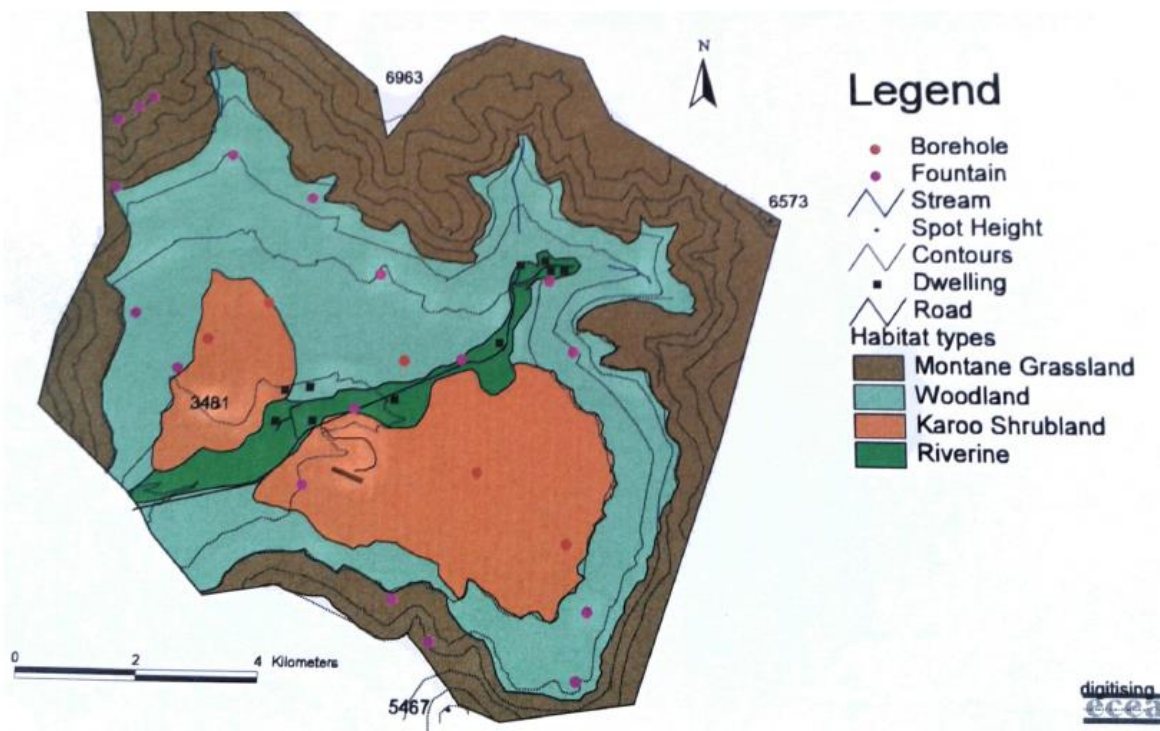 6963
N
6573
3481
5467
0 2 4 Kilometers
Legend
Borehole
Fountain
Stream
Spot Height
Contours
Dwelling
Road
Habitat types
Montane Grassland
Woodland
Karoo Shrubland
Riverine
digitising
ecea